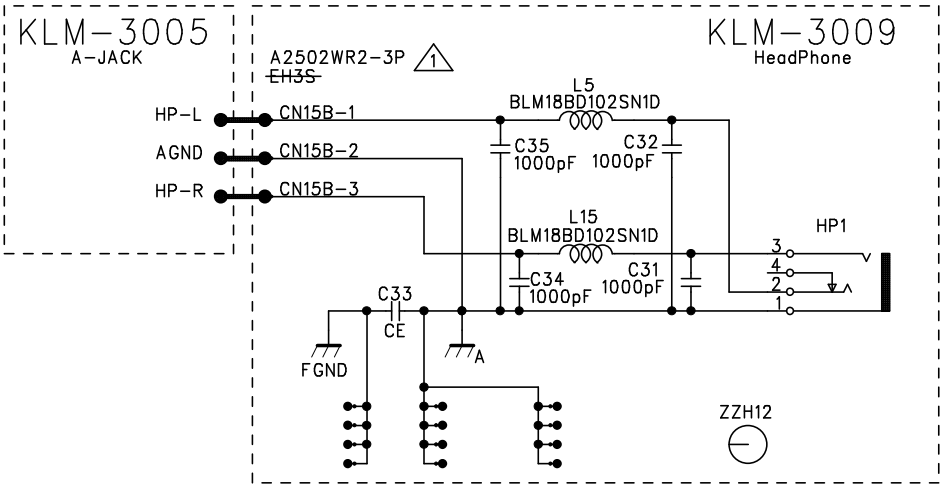 KLM-3005
A-JACK
KLM-3009
HeadPhone
A2502WR2-3P
1
EH3S
HP-L
CN15B-1
AGND
CN15B-2
HP-R
CN15B-3
L5
BLM18BD102SN1D
C35
1000pF
C32
1000pF
L15
BLM18BD102SN1D
C34
1000pF
C31
1000pF
HP1
3
4
2
1
C33
CE
FGND
A
ZZH12